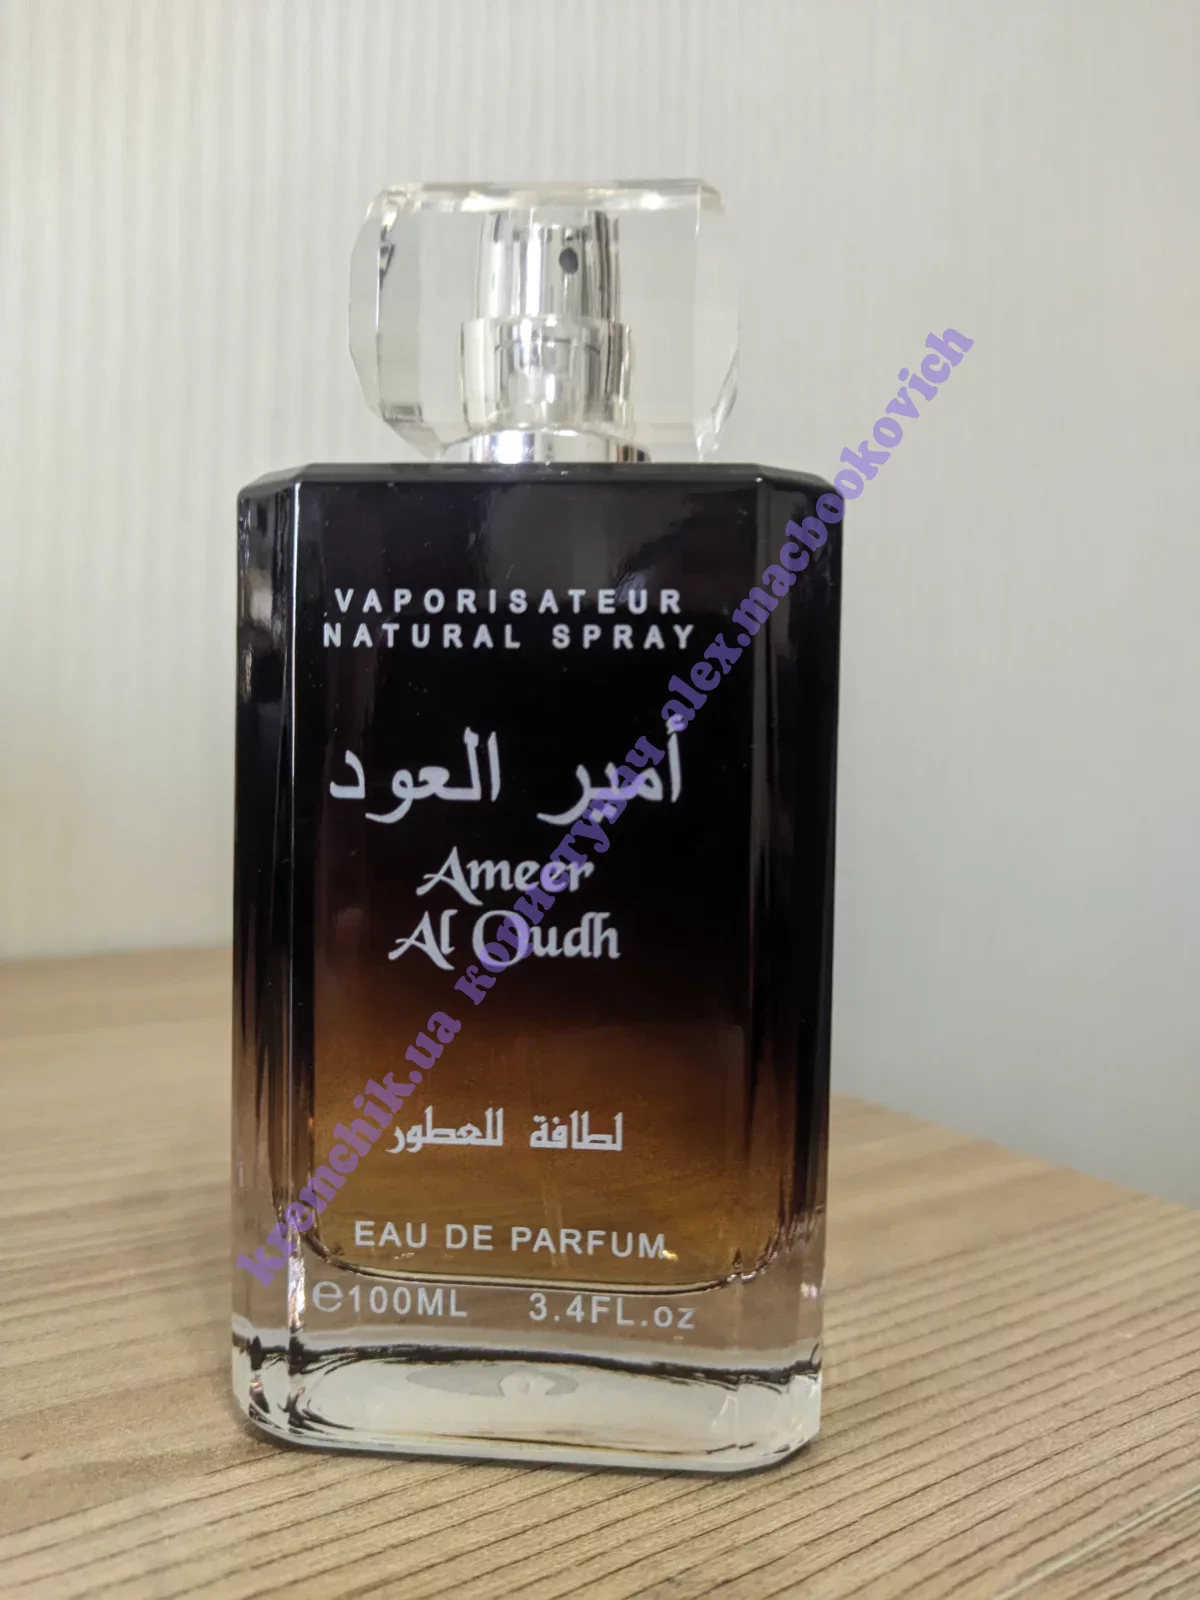 VAPORISATEUR
NATURAL SPRAY
أمير العود
Ameer
Al Oudh
لطافة للعطور
EAU DE PARFUM
℮100ML 3.4FL.oz
kremchik.ua користувач alex.macbookovich